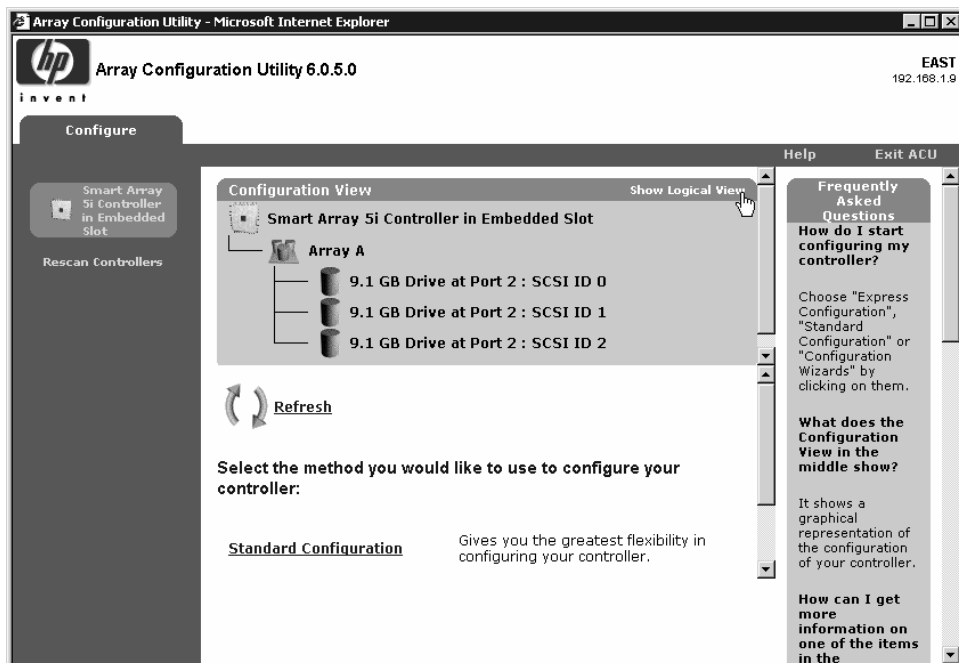 Array Configuration Utility - Microsoft Internet Explorer
hp
invent
Array Configuration Utility 6.0.5.0
EAST
192.168.1.9
Configure
Help
Exit ACU
Smart Array
5i Controller
in Embedded
Slot
Rescan Controllers
Configuration View
Show Logical View
Smart Array 5i Controller in Embedded Slot
Array A
9.1 GB Drive at Port 2 : SCSI ID 0
9.1 GB Drive at Port 2 : SCSI ID 1
9.1 GB Drive at Port 2 : SCSI ID 2
Refresh
Select the method you would like to use to configure your
controller:
Standard Configuration
Gives you the greatest flexibility in
configuring your controller.
Frequently
Asked
Questions
How do I start
configuring my
controller?
Choose "Express
Configuration",
"Standard
Configuration" or
"Configuration
Wizards" by
clicking on them.
What does the
Configuration
View in the
middle show?
It shows a
graphical
representation of
the configuration
of your controller.
How can I get
more
information on
one of the items
in the